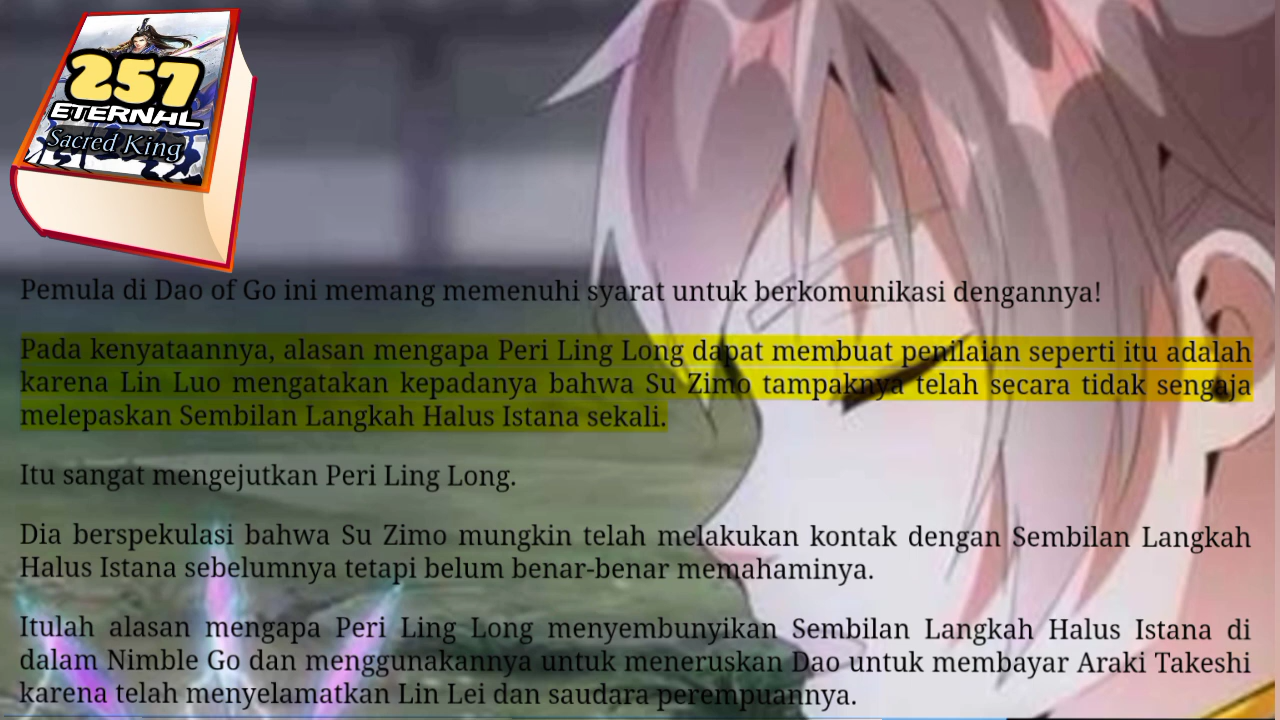 257
ETERNAL
Sacred King
Pemula di Dao of Go ini memang memenuhi syarat untuk berkomunikasi dengannya!
Pada kenyataannya, alasan mengapa Peri Ling Long dapat membuat penilaian seperti itu adalah
karena Lin Luo mengatakan kepadanya bahwa Su Zimo tampaknya telah secara tidak sengaja
melepaskan Sembilan Langkah Halus Istana sekali.
Itu sangat mengejutkan Peri Ling Long.
Dia berspekulasi bahwa Su Zimo mungkin telah melakukan kontak dengan Sembilan Langkah
Halus Istana sebelumnya tetapi belum benar-benar memahaminya.
Itulah alasan mengapa Peri Ling Long menyembunyikan Sembilan Langkah Halus Istana di
dalam Nimble Go dan menggunakannya untuk meneruskan Dao untuk membayar Araki Takeshi
karena telah menyelamatkan Lin Lei dan saudara perempuannya.